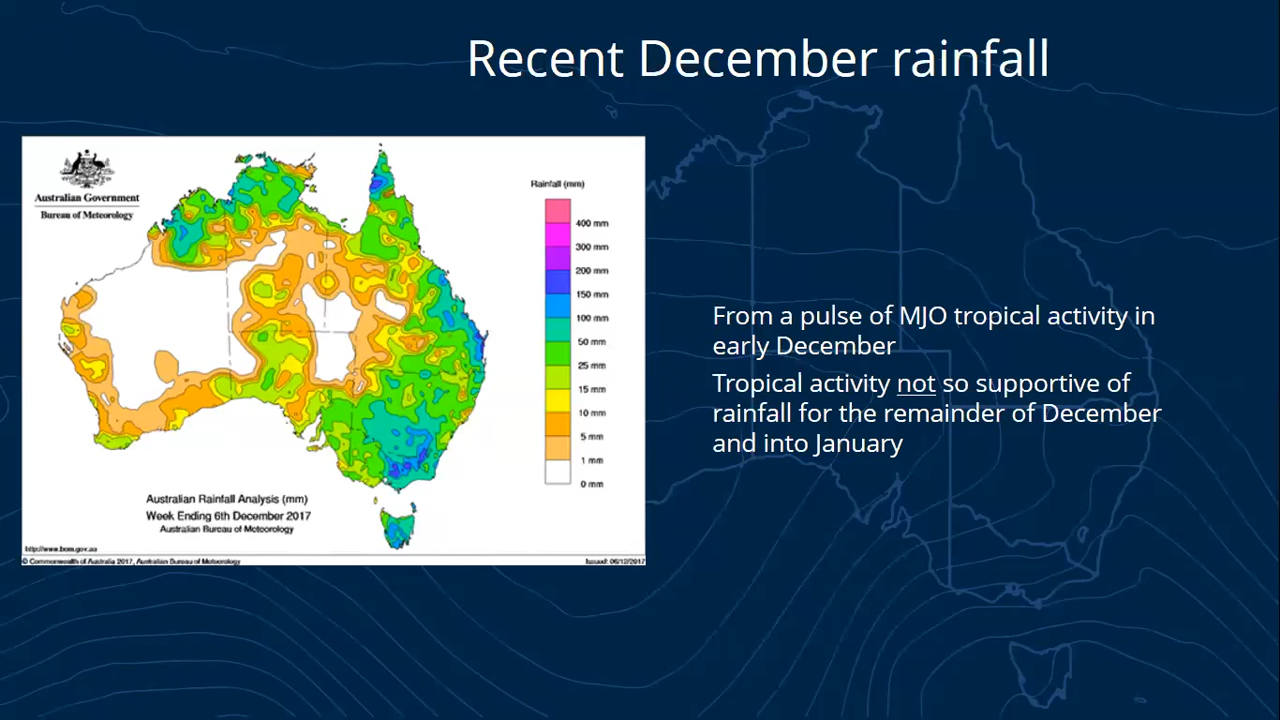 Recent December rainfall
Australian Government
Bureau of Meteorology
Rainfall (mm)
400 mm
300 mm
200 mm
150 mm
100 mm
50 mm
25 mm
15 mm
10 mm
5 mm
1 mm
0 mm
Australian Rainfall Analysis (mm)
Week Ending 6th December 2017
Australian Bureau of Meteorology
http://www.bom.gov.au
© Commonwealth of Australia 2017, Australian Bureau of Meteorology
Issued: 06/12/2017
From a pulse of MJO tropical activity in
early December
Tropical activity not so supportive of
rainfall for the remainder of December
and into January